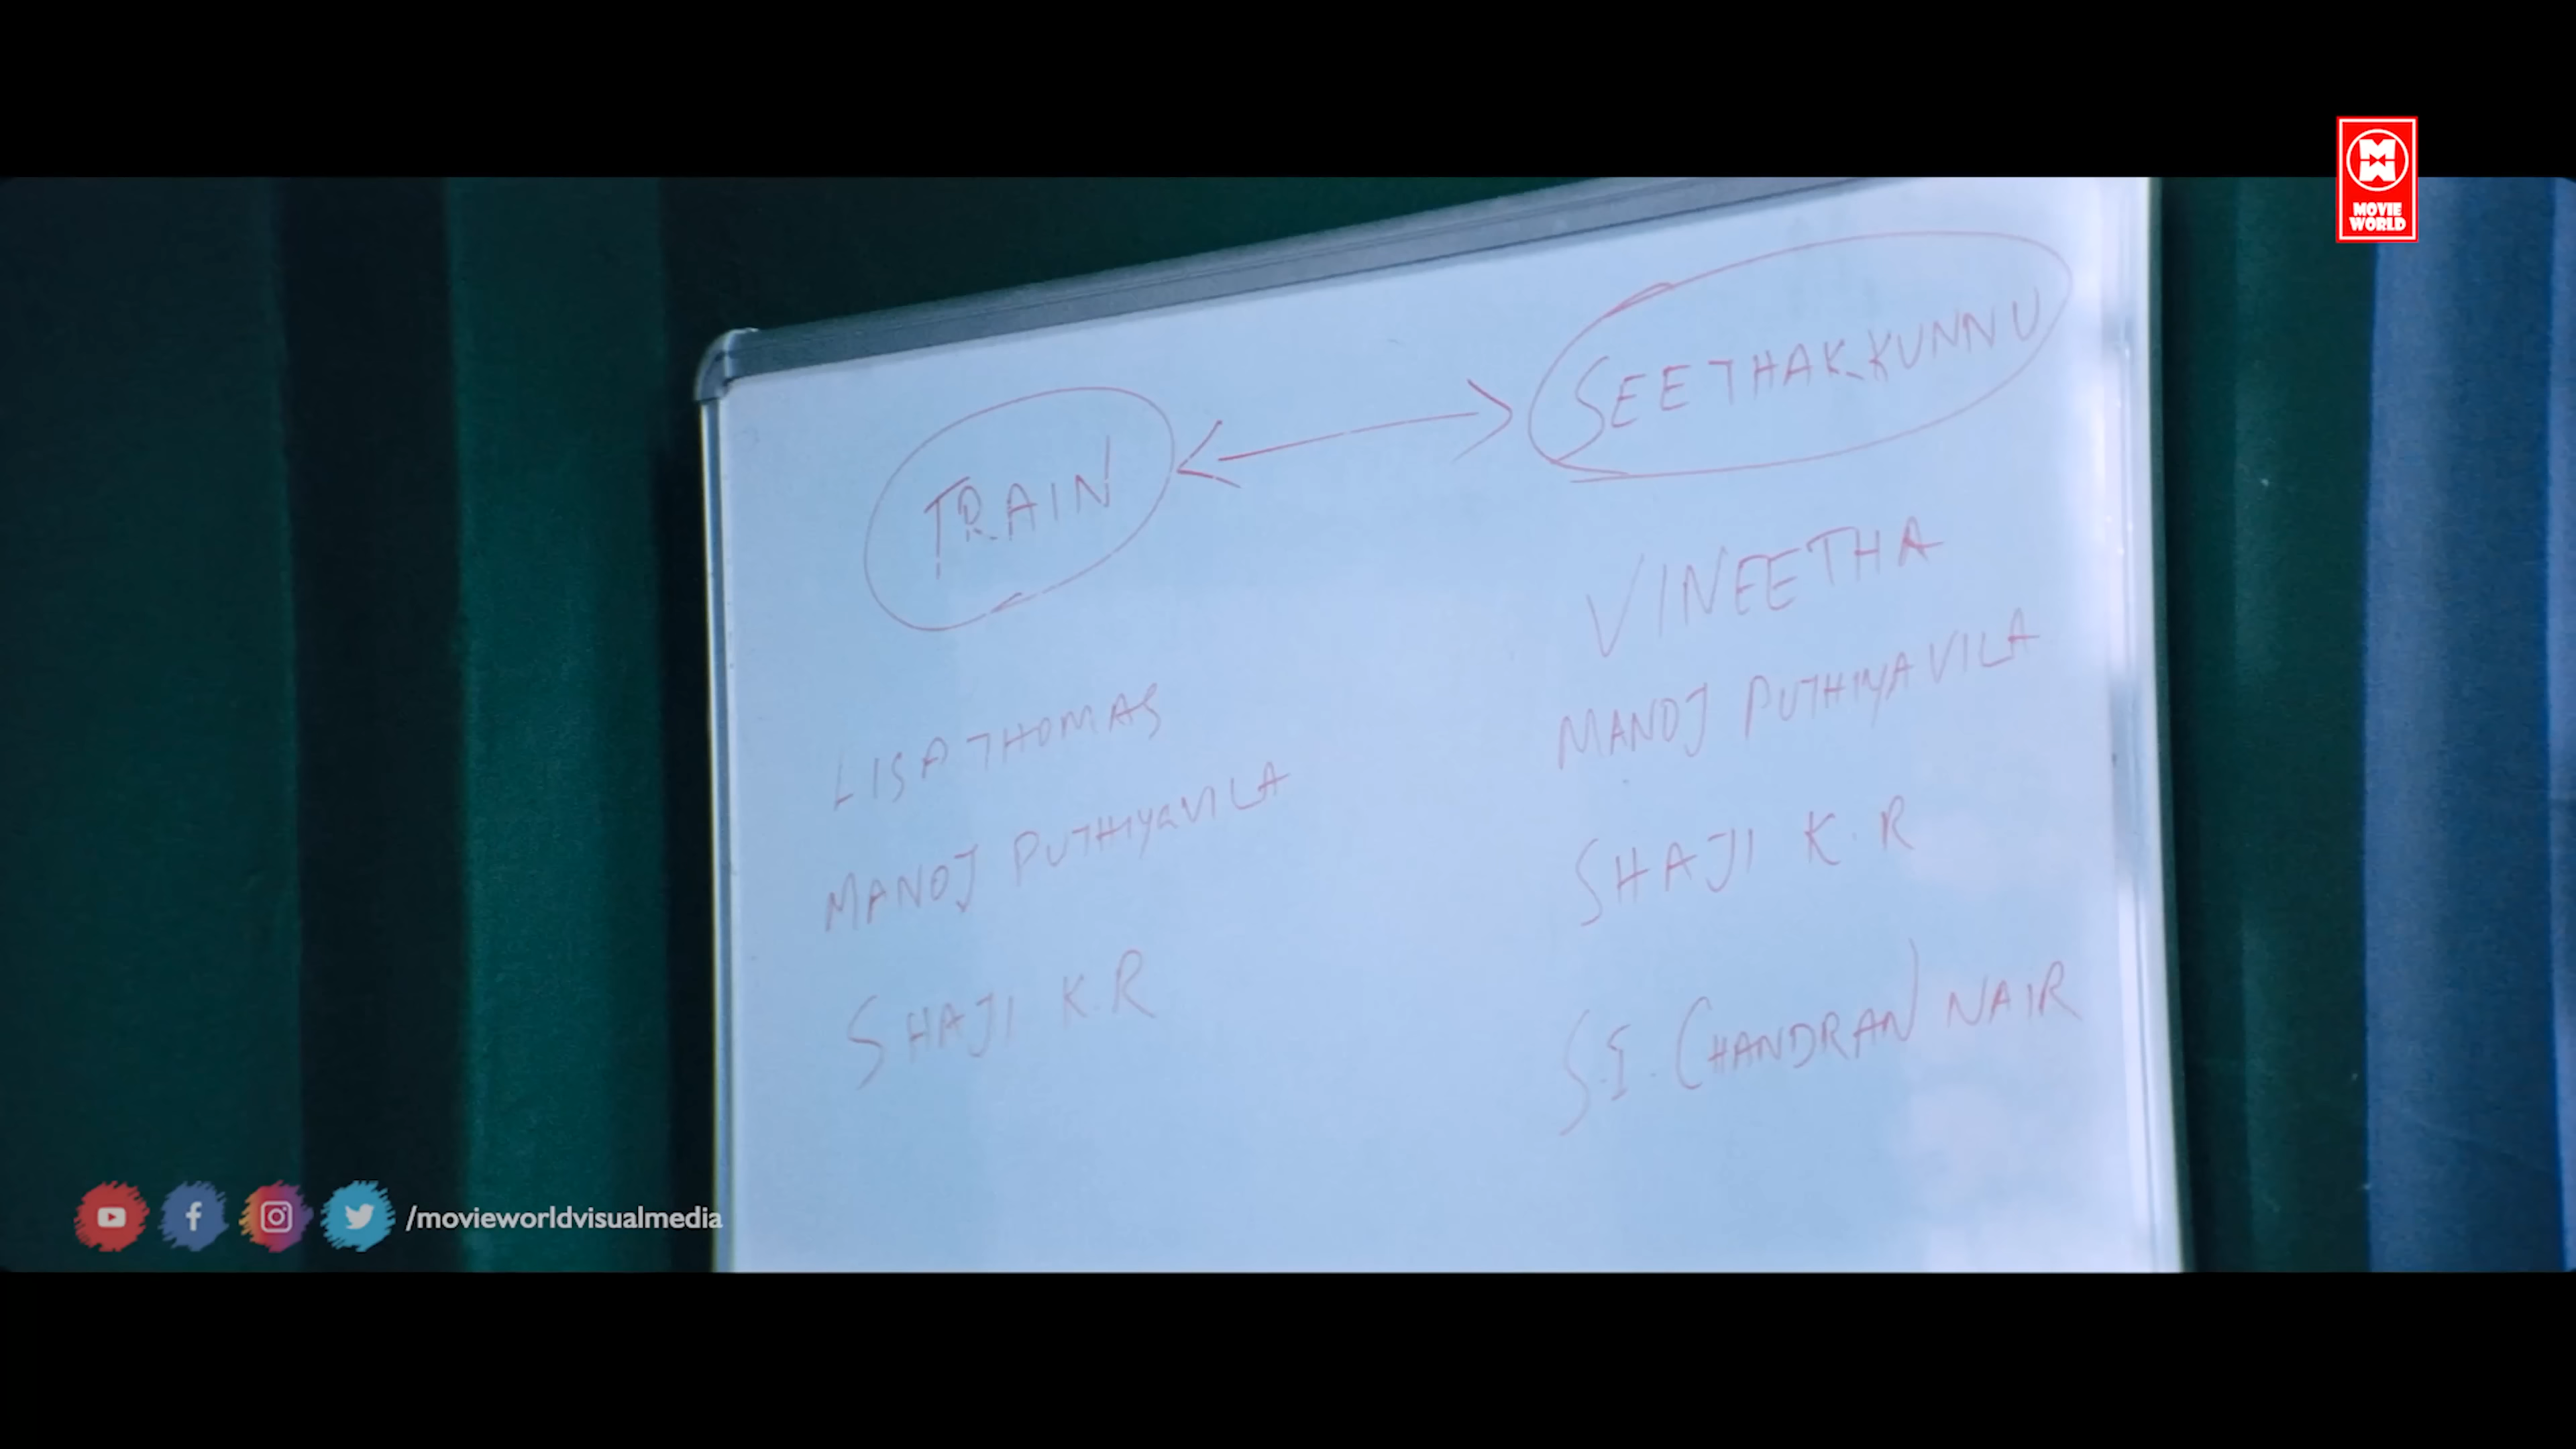 MOVIE
WORLD
TRAIN
SEETHAKKUNNU
LISA THOMAS
MANOJ PUTHIYaVILA
SHAJI K.R
VINEETHA
MANOJ PUTHIYAVILA
SHAJI K.R
S.I. CHANDRAN NAIR
/movieworldvisualmedia